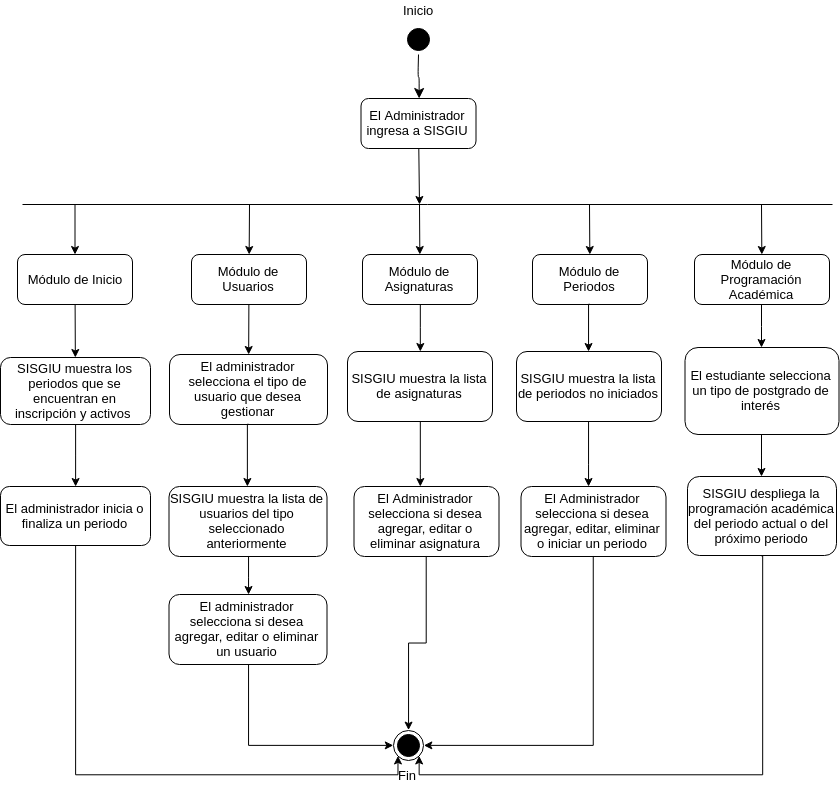 Inicio
El Administrador
ingresa a SISGIU
Módulo de Inicio
Módulo de
Usuarios
Módulo de
Asignaturas
Módulo de
Periodos
Módulo de
Programación
Académica
SISGIU muestra los
periodos que se
encuentran en
inscripción y activos
El administrador
selecciona el tipo de
usuario que desea
gestionar
SISGIU muestra la lista
de asignaturas
SISGIU muestra la lista
de periodos no iniciados
El estudiante selecciona
un tipo de postgrado de
interés
El administrador inicia o
finaliza un periodo
SISGIU muestra la lista de
usuarios del tipo
seleccionado
anteriormente
El Administrador
selecciona si desea
agregar, editar o
eliminar asignatura
El Administrador
selecciona si desea
agregar, editar, eliminar
o iniciar un periodo
SISGIU despliega la
programación académica
del periodo actual o del
próximo periodo
El administrador
selecciona si desea
agregar, editar o eliminar
un usuario
Fin